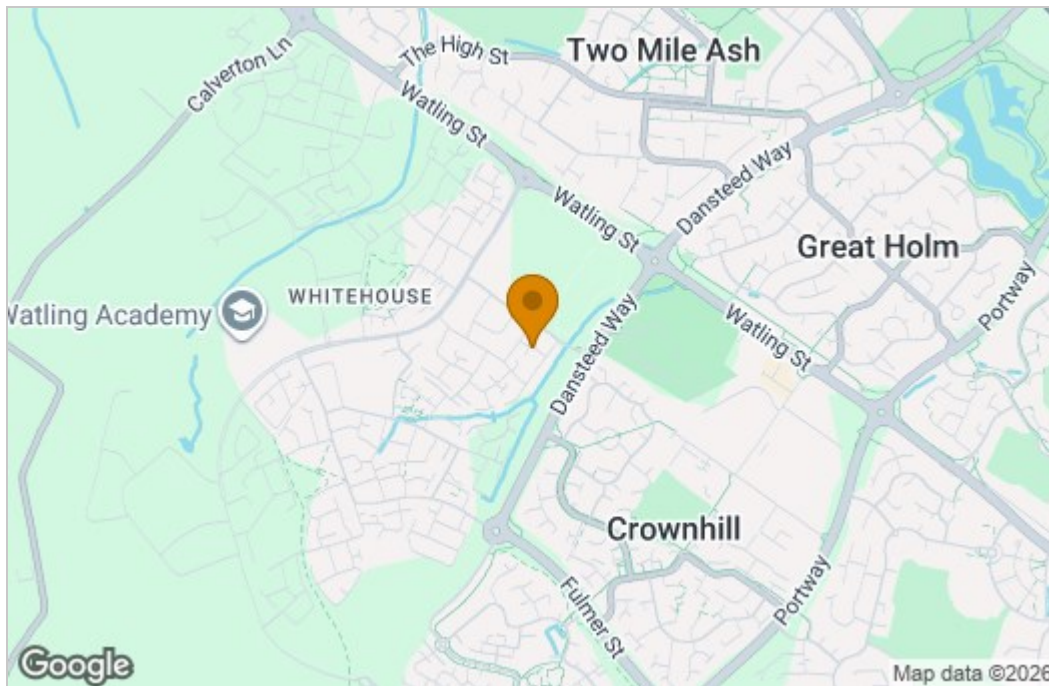 Two Mile Ash
The High St
Calverton Ln
Watling St
Dansteed Way
Watling St
Great Holm
WHITEHOUSE
Watling Academy
Portway
Watling St
Dansteed Way
Crownhill
Fulmer St
Portway
Google
Map data ©2026